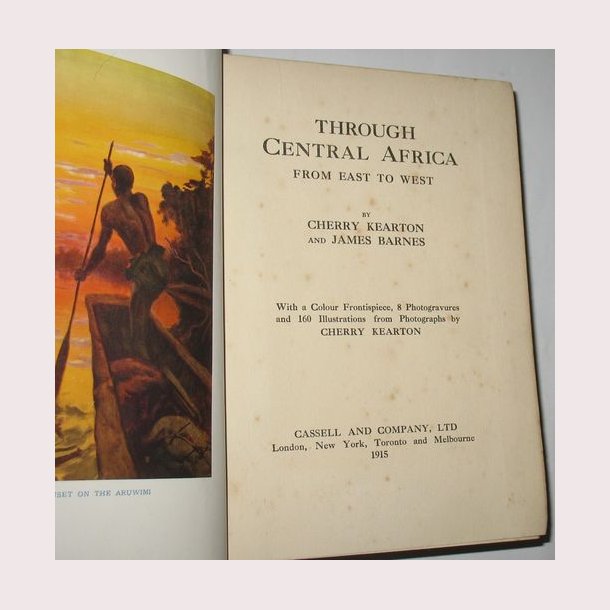 THROUGH
CENTRAL AFRICA
FROM EAST TO WEST
BY
CHERRY KEARTON
AND JAMES BARNES
With a Colour Frontispiece, 8 Photogravures
and 160 Illustrations from Photographs by
CHERRY KEARTON
CASSELL AND COMPANY, LTD
London, New York, Toronto and Melbourne
1915
ON THE ARUWIMI